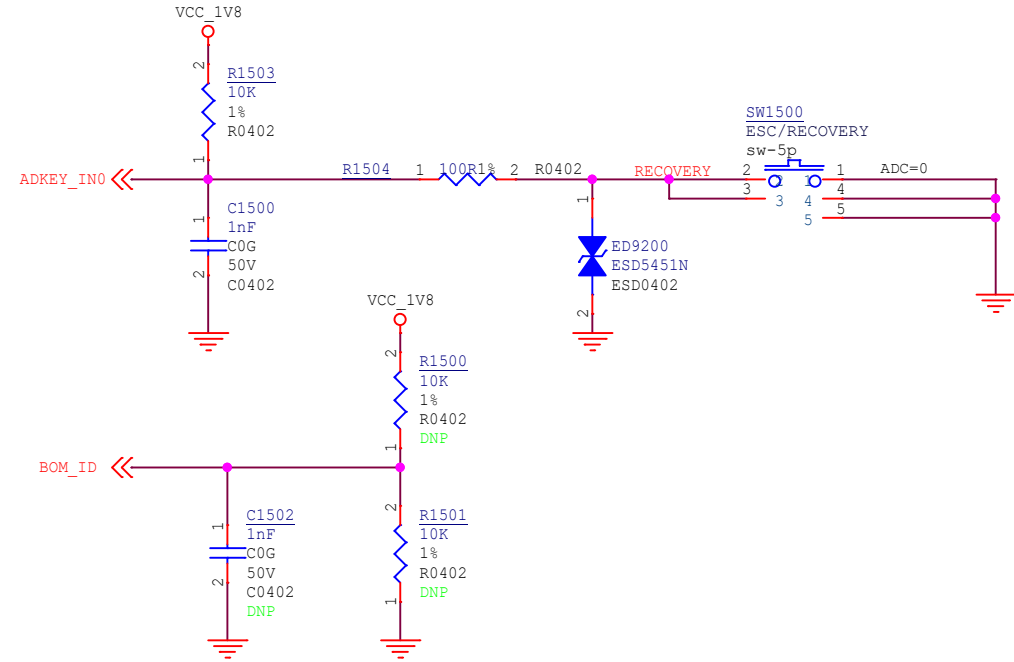 VCC_1V8
2
R1503
10K
1%
R0402
1
ADKEY_IN0
R1504
1
100R1%
2
R0402
RECOVERY
SW1500
ESC/RECOVERY
sw-5p
2
3
2
1
3
4
5
1
4
5
ADC=0
1
C1500
1nF
C0G
50V
C0402
2
1
ED9200
ESD5451N
ESD0402
2
VCC_1V8
2
R1500
10K
1%
R0402
DNP
1
BOM_ID
1
C1502
1nF
C0G
50V
C0402
DNP
2
2
R1501
10K
1%
R0402
DNP
1